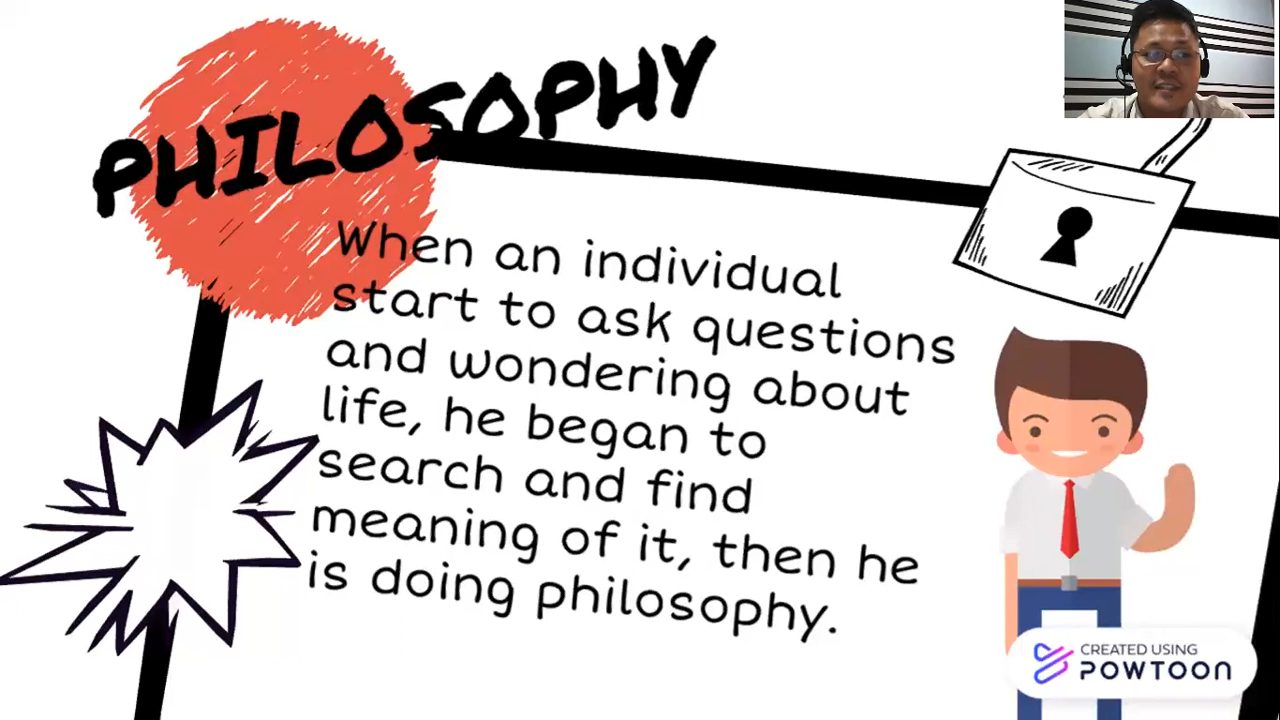 PHILOSOPHY
When an individual
start to ask questions
and wondering about
life, he began to
search and find
meaning of it, then he
is doing philosophy.
CREATED USING
POWTOON